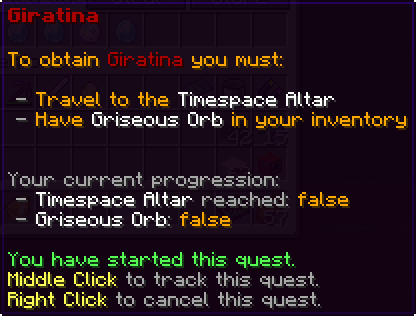 Giratina
To obtain Giratina you must:
- Travel to the Timespace Altar
- Have Griseous Orb in your inventory
Your current progression:
- Timespace Altar reached: false
- Griseous Orb: false
You have started this quest.
Middle Click to track this quest.
Right Click to cancel this quest.